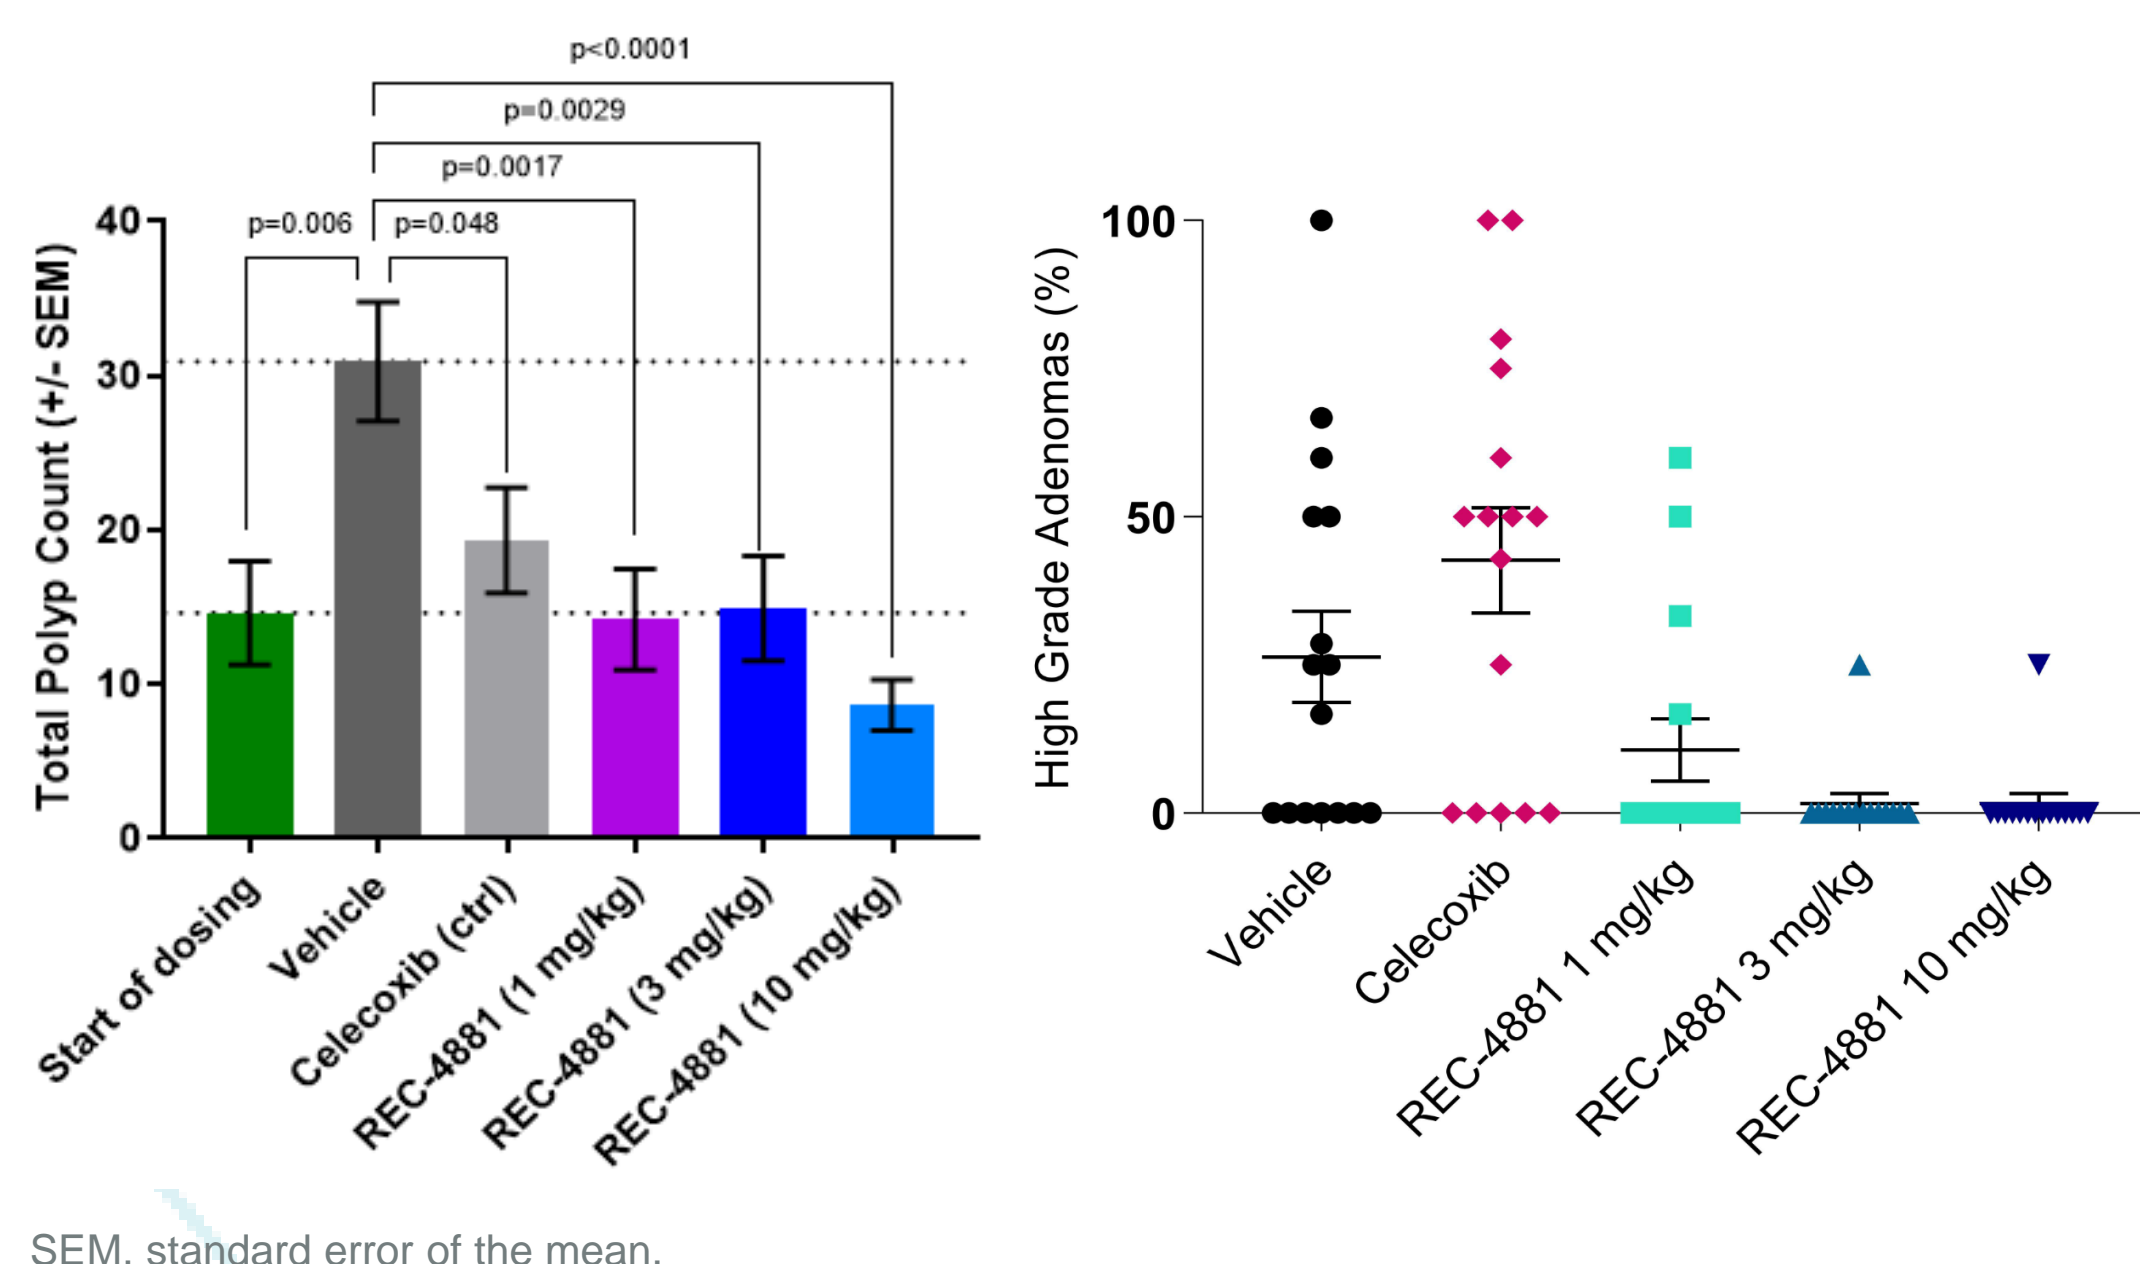 p<0.0001
p=0.0029
p=0.0017
p=0.006
p=0.048
Total Polyp Count (+/- SEM)
40
30
20
10
0
Start of dosing
Vehicle
Celecoxib (ctrl)
REC-4881 (1 mg/kg)
REC-4881 (3 mg/kg)
REC-4881 (10 mg/kg)
High Grade Adenomas (%)
100
50
0
Vehicle
Celecoxib
REC-4881 1 mg/kg
REC-4881 3 mg/kg
REC-4881 10 mg/kg
SEM, standard error of the mean.